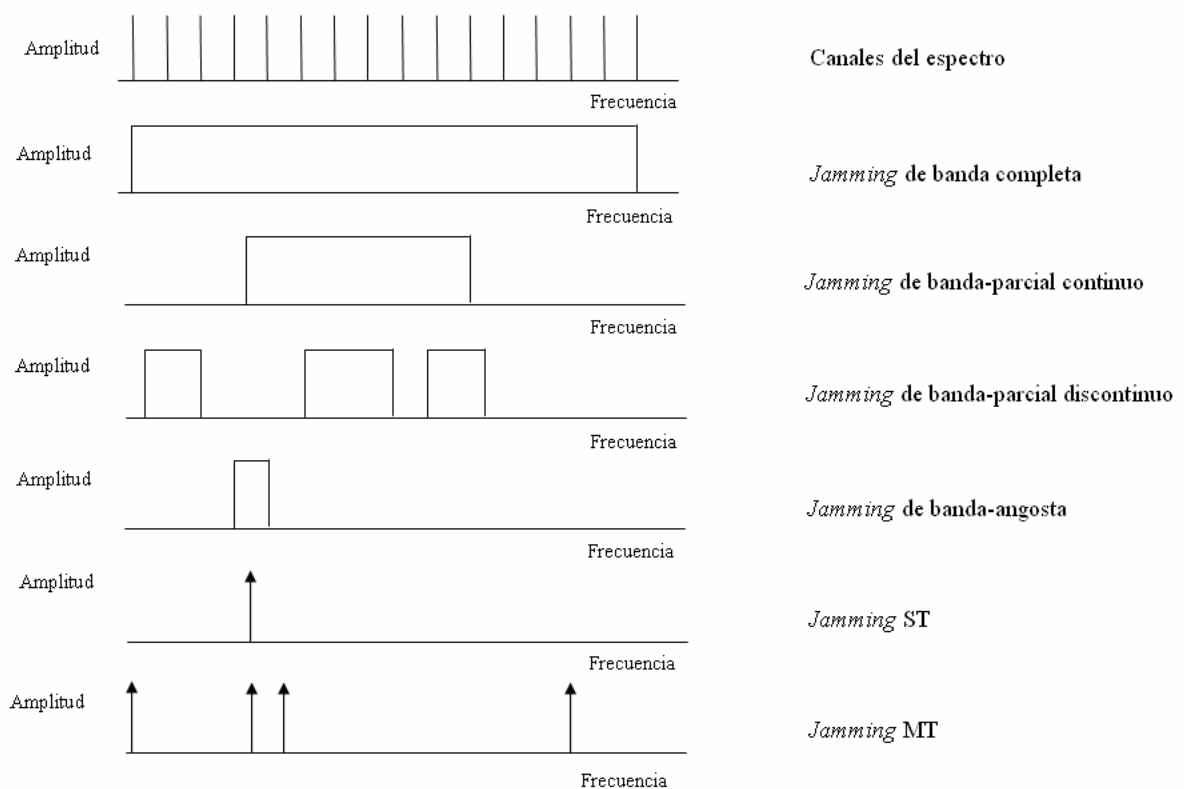 Amplitud
Canales del espectro
Frecuencia
Amplitud
Jamming de banda completa
Frecuencia
Amplitud
Jamming de banda-parcial continuo
Frecuencia
Amplitud
Jamming de banda-parcial discontinuo
Frecuencia
Amplitud
Jamming de banda-angosta
Frecuencia
Amplitud
Jamming ST
Frecuencia
Amplitud
Jamming MT
Frecuencia